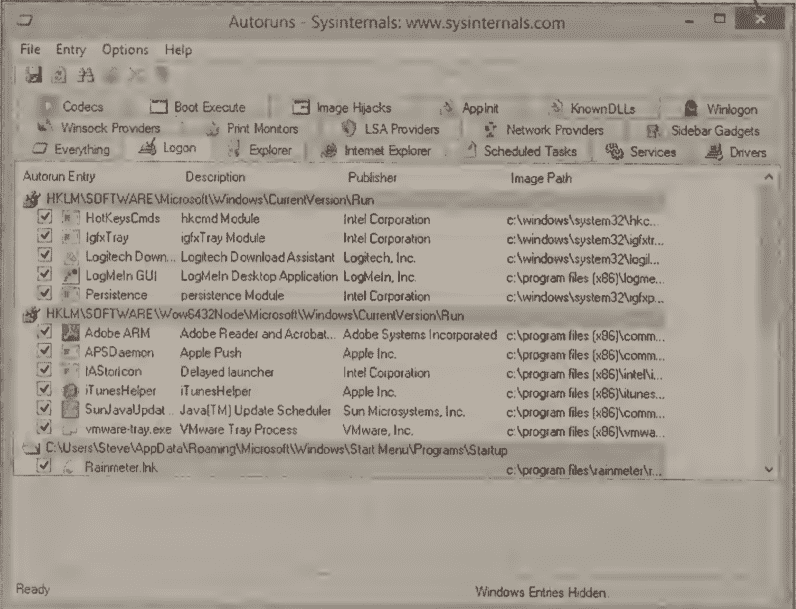 Autoruns - Sysinternals: www.sysinternals.com
File Entry Options Help
Codecs Boot Execute Image Hijacks AppInit KnownDLLs Winlogon
Winsock Providers Print Monitors LSA Providers Network Providers Sidebar Gadgets
Everything Logon Explorer Internet Explorer Scheduled Tasks Services Drivers
Autorun Entry Description Publisher Image Path
HKLM\SOFTWARE\Microsoft\Windows\CurrentVersion\Run
HotKeysCmds hkcmd Module Intel Corporation c:\windows\system32\hkc...
IgfxTray igfxTray Module Intel Corporation c:\windows\system32\igfxtr...
Logitech Down... Logitech Download Assistant Logitech, Inc. c:\windows\system32\logil...
LogMeIn GUI LogMeIn Desktop Application LogMeIn, Inc. c:\program files (x86)\logme...
Persistence persistence Module Intel Corporation c:\windows\system32\igfxp...
HKLM\SOFTWARE\Wow6432Node\Microsoft\Windows\CurrentVersion\Run
Adobe ARM Adobe Reader and Acrobat... Adobe Systems Incorporated c:\program files (x86)\comm...
APSDaemon Apple Push Apple Inc. c:\program files (x86)\comm...
IAStorIcon Delayed launcher Intel Corporation c:\program files (x86)\intel\i...
iTunesHelper iTunesHelper Apple Inc. c:\program files (x86)\itunes...
SunJavaUpdat... Java(TM) Update Scheduler Sun Microsystems, Inc. c:\program files (x86)\comm...
vmware-tray.exe VMware Tray Process VMware, Inc. c:\program files (x86)\vmwa...
C:\Users\Steve\AppData\Roaming\Microsoft\Windows\Start Menu\Programs\Startup
Rainmeter.lnk c:\program files\rainmeter\r...
Ready Windows Entries Hidden.